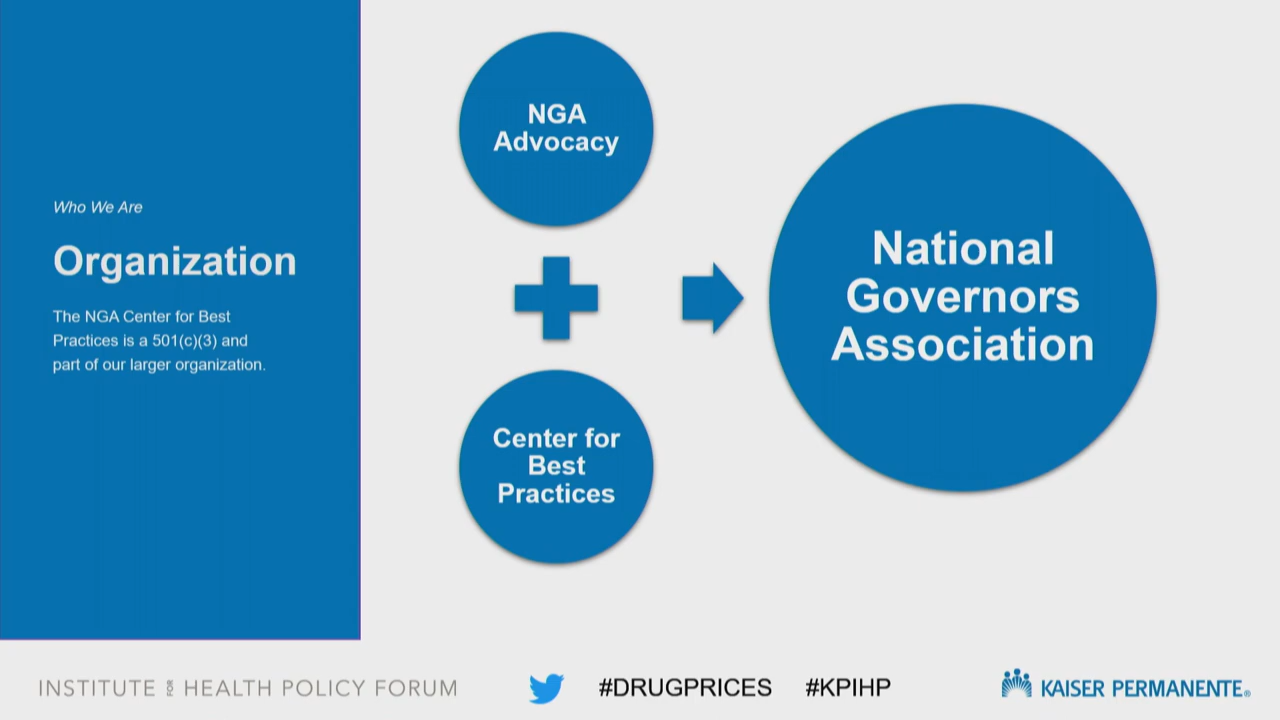 Who We Are
Organization
The NGA Center for Best
Practices is a 501(c)(3) and
part of our larger organization.
NGA
Advocacy
Center for
Best
Practices
National
Governors
Association
INSTITUTE FOR HEALTH POLICY FORUM
#DRUGPRICES #KPIHP
KAISER PERMANENTE®